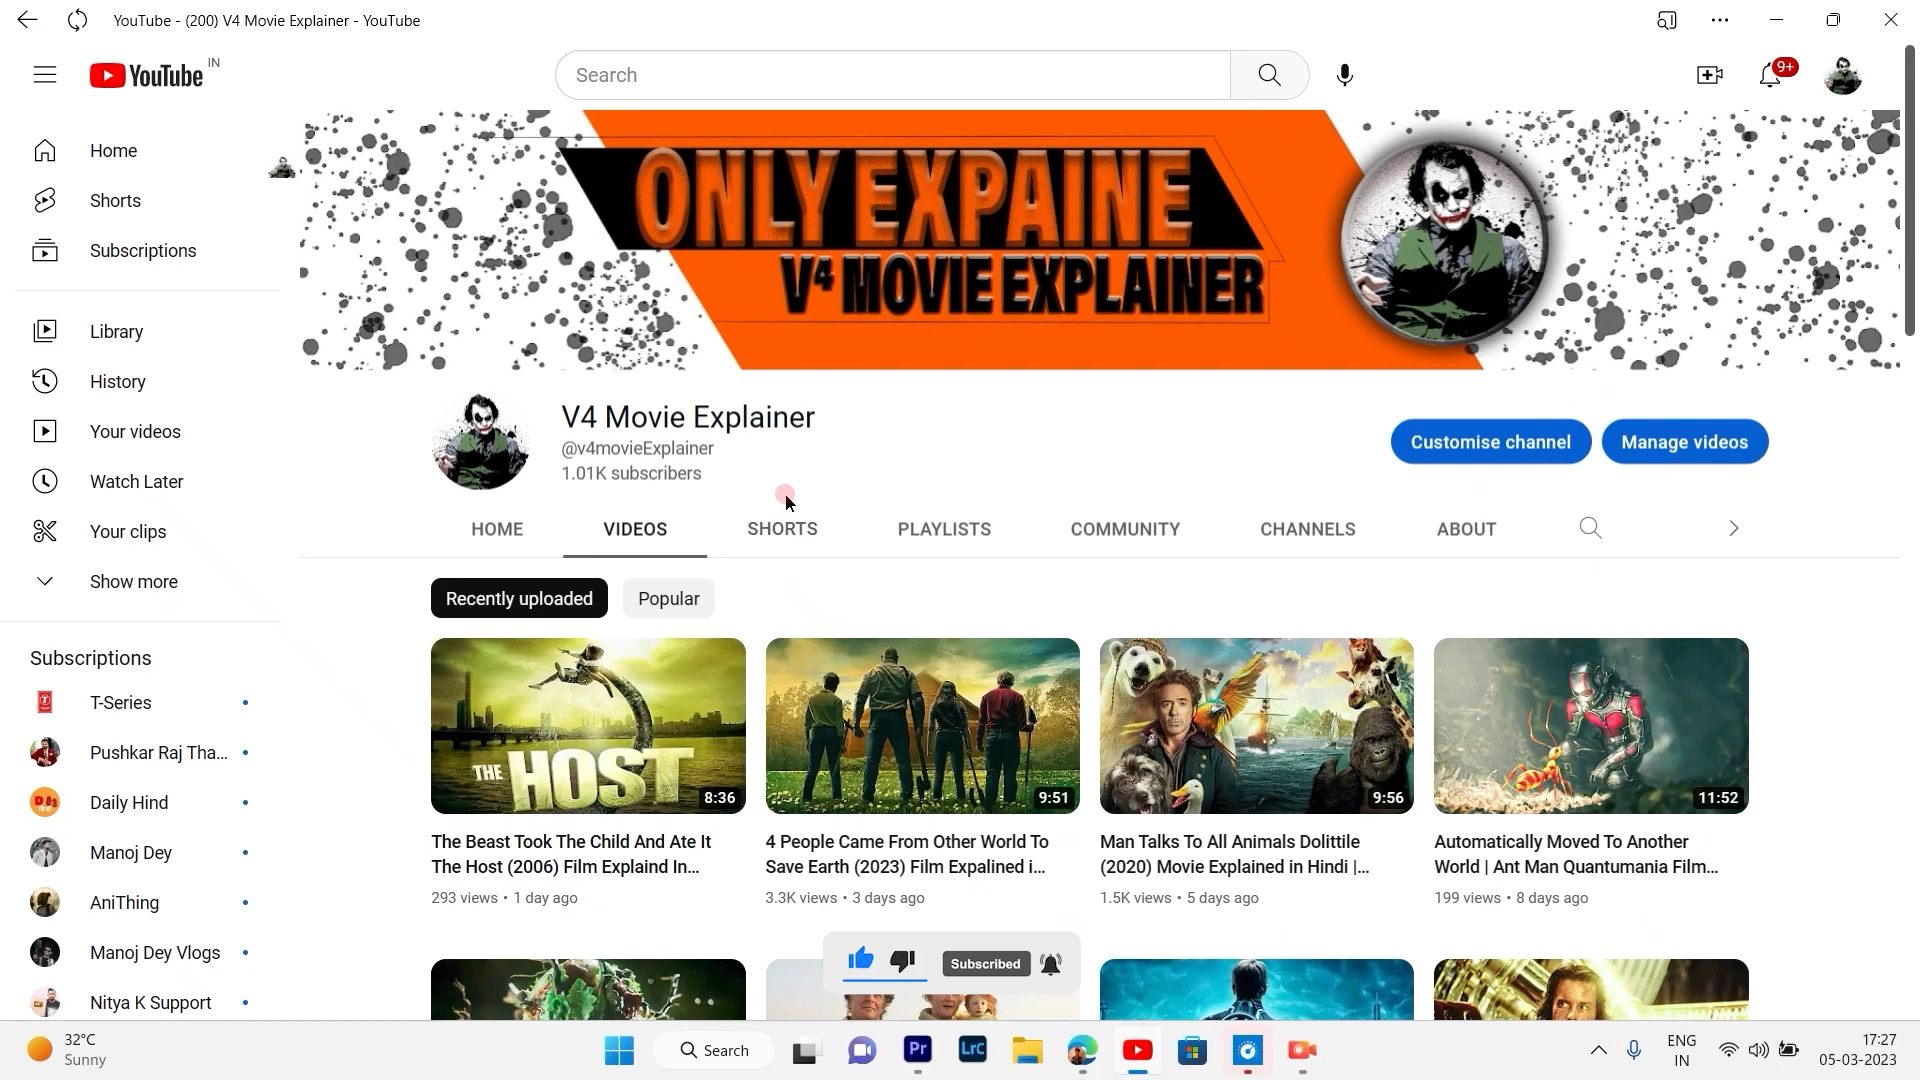 YouTube - (200) V4 Movie Explainer - YouTube
YouTube IN
Search
9+
Home
Shorts
Subscriptions
Library
History
Your videos
Watch Later
Your clips
Show more
Subscriptions
T-Series
Pushkar Raj Tha...
Daily Hind
Manoj Dey
AniThing
Manoj Dey Vlogs
Nitya K Support
ONLY EXPAINE
V4 MOVIE EXPLAINER
V4 Movie Explainer
@v4movieExplainer
1.01K subscribers
Customise channel
Manage videos
HOME
VIDEOS
SHORTS
PLAYLISTS
COMMUNITY
CHANNELS
ABOUT
Recently uploaded
Popular
THE HOST
8:36
9:51
9:56
11:52
The Beast Took The Child And Ate It
The Host (2006) Film Explaind In...
293 views • 1 day ago
4 People Came From Other World To
Save Earth (2023) Film Expalined i...
3.3K views • 3 days ago
Man Talks To All Animals Dolittile
(2020) Movie Explained in Hindi |...
1.5K views • 5 days ago
Automatically Moved To Another
World | Ant Man Quantumania Film...
199 views • 8 days ago
Subscribed
32°C
Sunny
Search
Pr
LrC
ENG
IN
17:27
05-03-2023